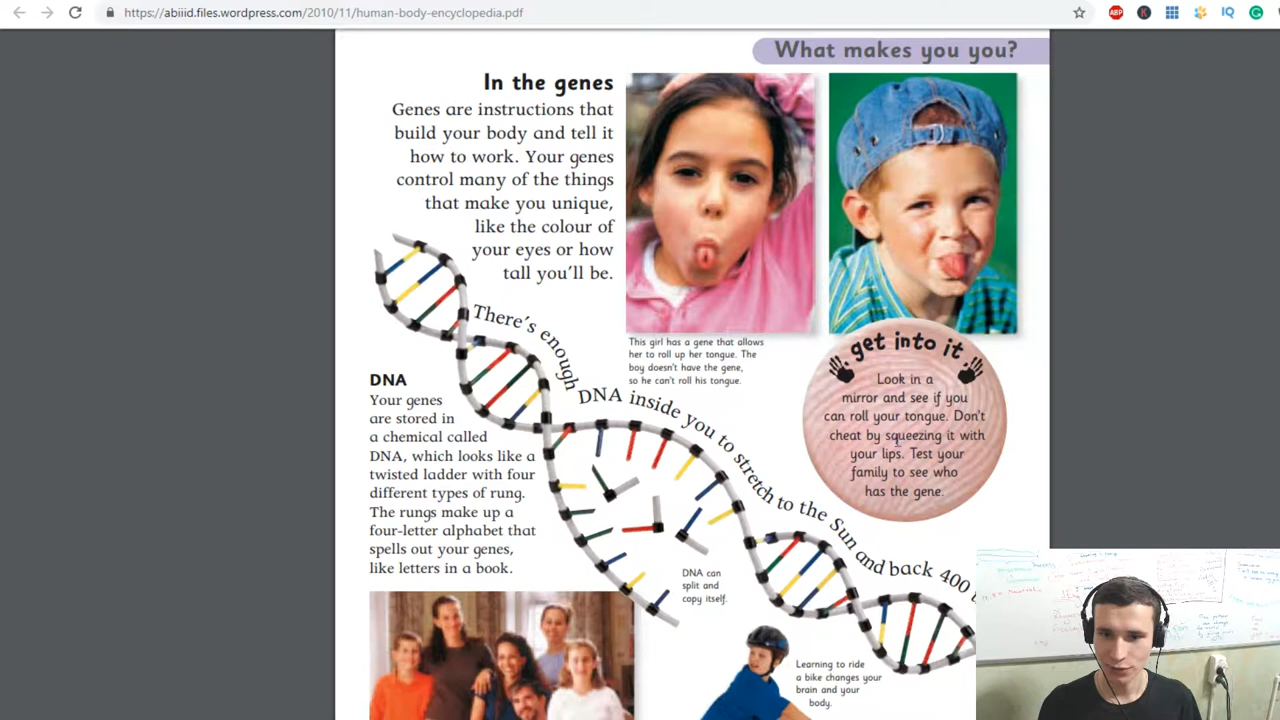 https://abiiid.files.wordpress.com/2010/11/human-body-encyclopedia.pdf
What makes you you?
In the genes
Genes are instructions that
build your body and tell it
how to work. Your genes
control many of the things
that make you unique,
like the colour of
your eyes or how
tall you'll be.
This girl has a gene that allows
her to roll up her tongue. The
boy doesn't have the gene,
so he can't roll his tongue.
get into it
Look in a
mirror and see if you
can roll your tongue. Don't
cheat by squeezing it with
your lips. Test your
family to see who
has the gene.
There's enough DNA inside you to stretch to the Sun and back 400
DNA
Your genes
are stored in
a chemical called
DNA, which looks like a
twisted ladder with four
different types of rung.
The rungs make up a
four-letter alphabet that
spells out your genes,
like letters in a book.
DNA can
split and
copy itself.
Learning to ride
a bike changes your
brain and your
body.
ABP
K
IQ
G